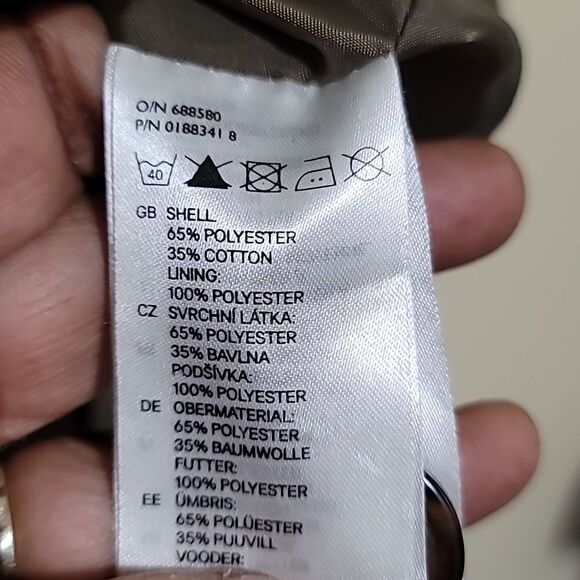 O/N 688580
P/N 0188341 8
40
GB SHELL
65% POLYESTER
35% COTTON
LINING:
100% POLYESTER
CZ SVRCHNÍ LÁTKA:
65% POLYESTER
35% BAVLNA
PODŠÍVKA:
100% POLYESTER
DE OBERMATERIAL:
65% POLYESTER
35% BAUMWOLLE
FUTTER:
100% POLYESTER
EE ÜMBRIS:
65% POLÜESTER
35% PUUVILL
VOODER: